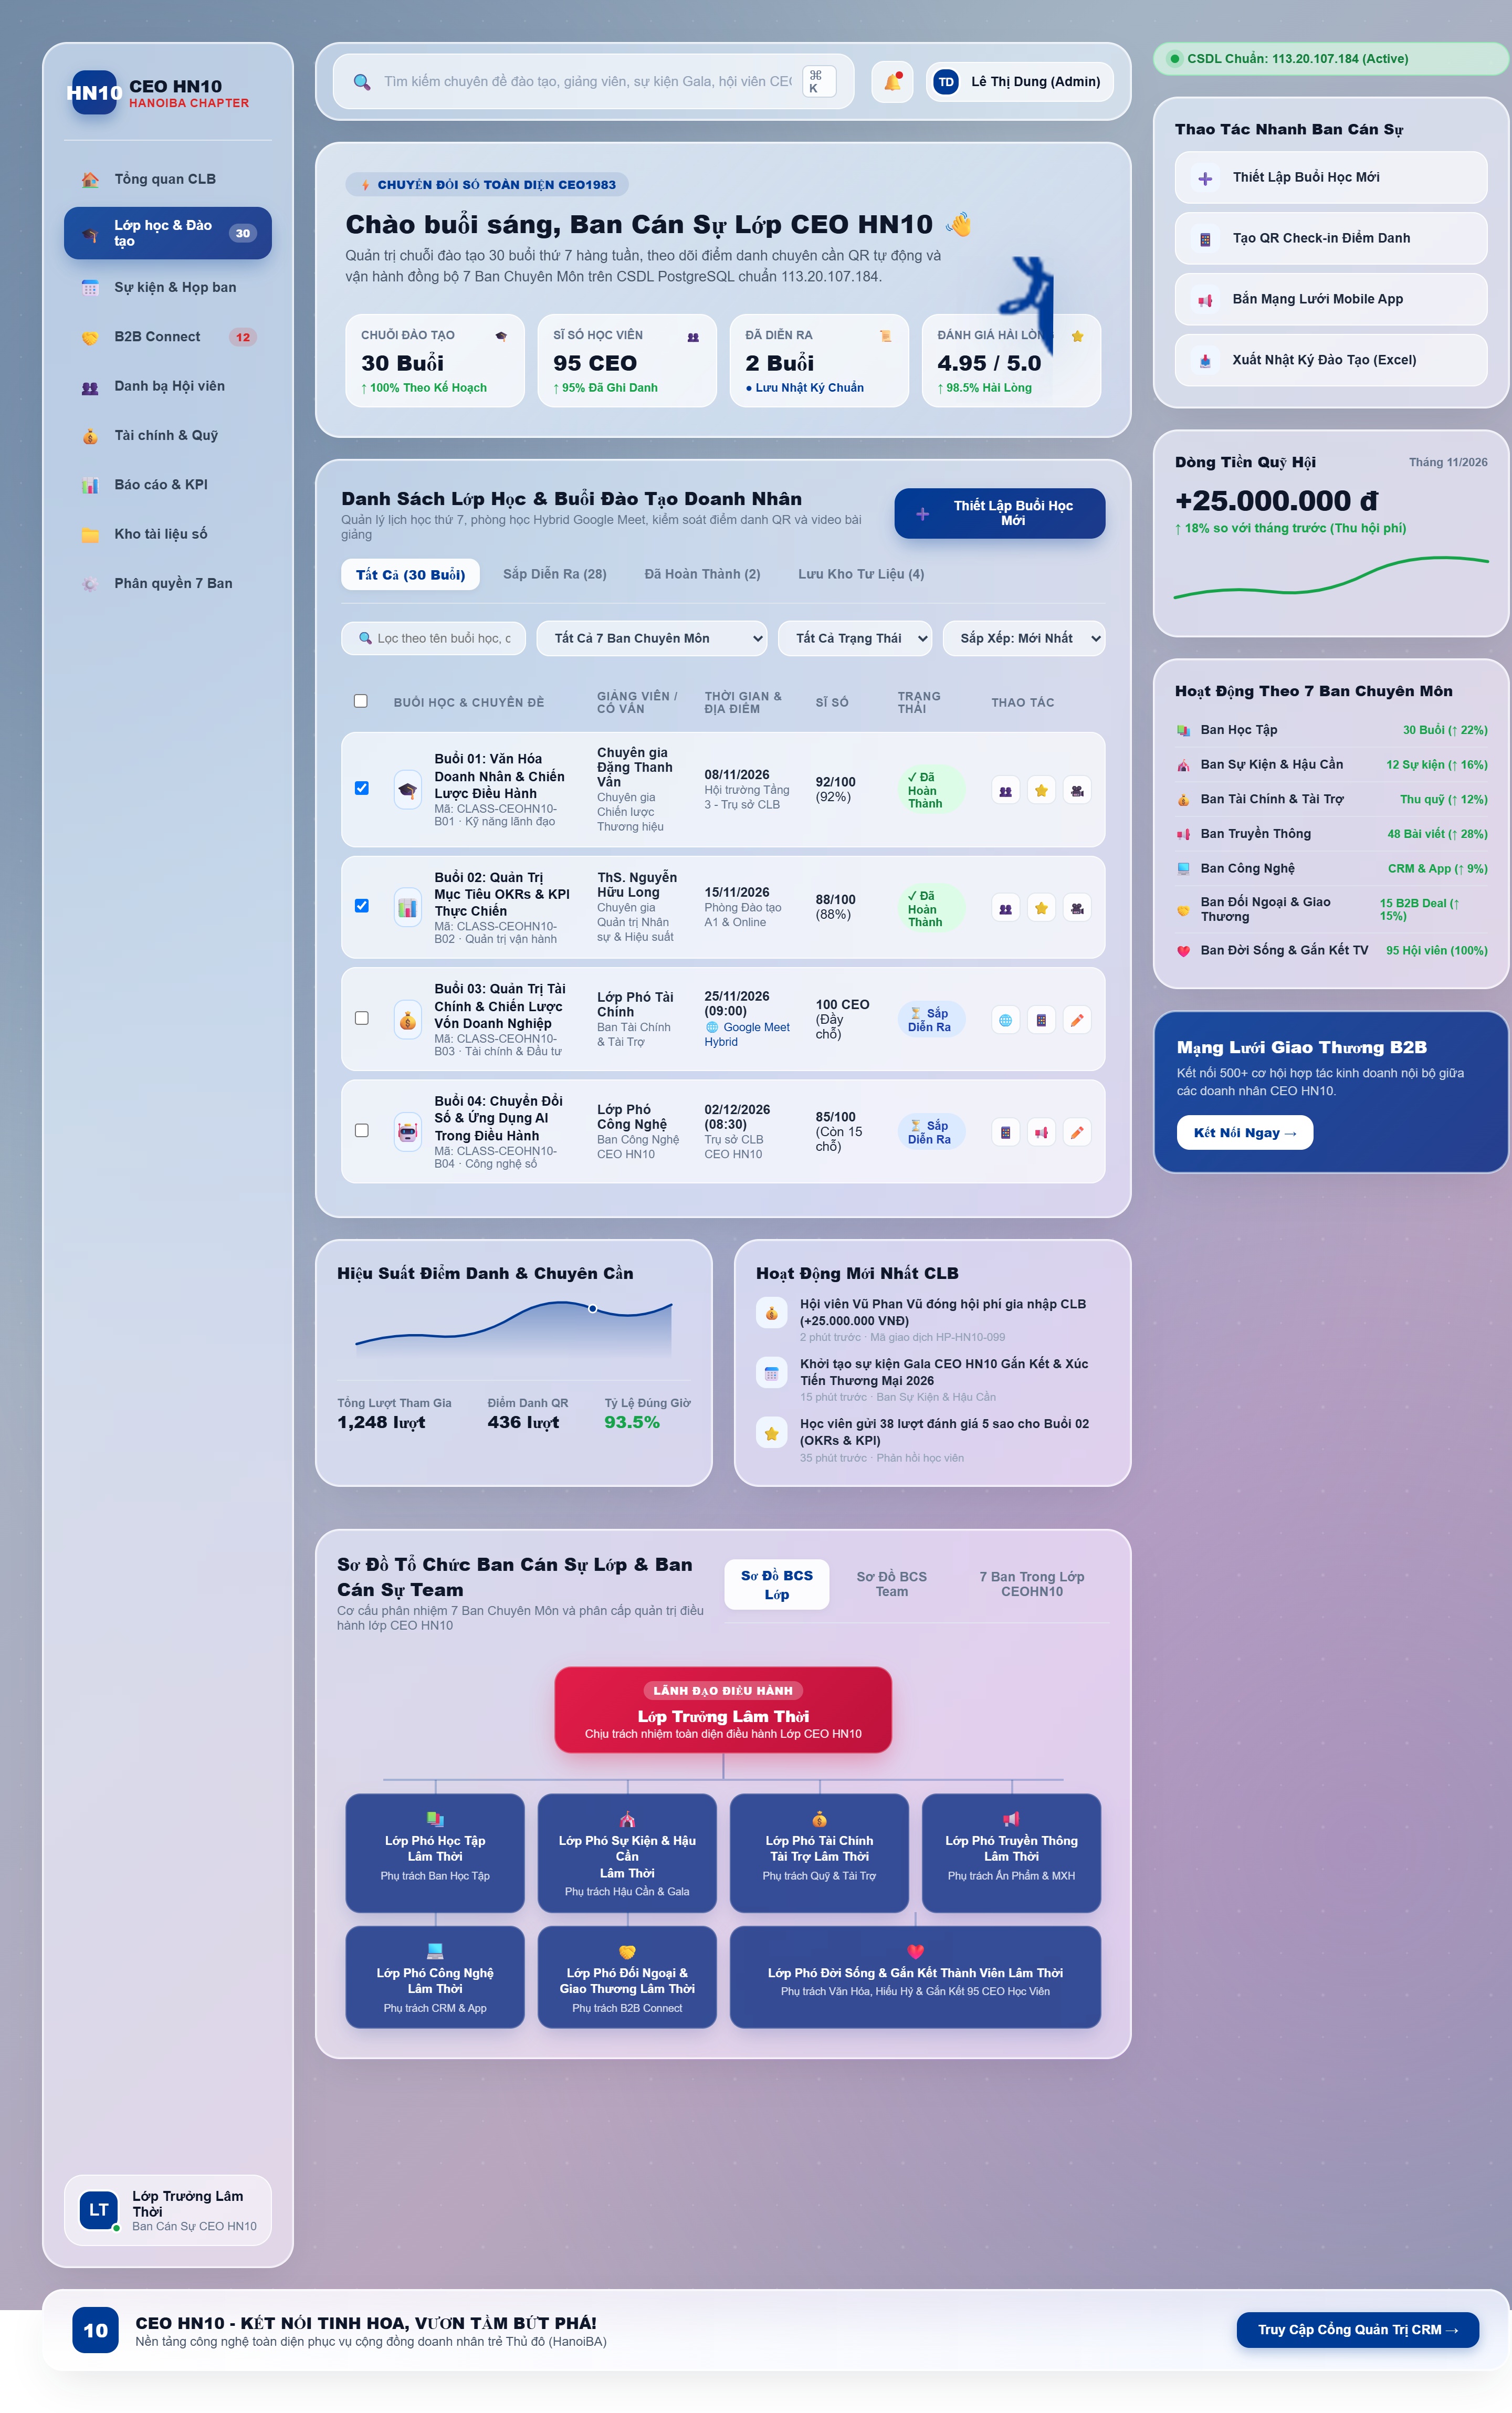 HN10
CEO HN10
HANOIBA CHAPTER
Tổng quan CLB
Lớp học & Đào
tạo
30
Sự kiện & Họp ban
B2B Connect
12
Danh bạ Hội viên
Tài chính & Quỹ
Báo cáo & KPI
Kho tài liệu số
Phân quyền 7 Ban
LT
Lớp Trưởng Lâm
Thời
Ban Cán Sự CEO HN10
Tìm kiếm chuyên đề đào tạo, giảng viên, sự kiện Gala, hội viên CEO
⌘
K
TD
Lê Thị Dung (Admin)
CHUYỂN ĐỔI SỐ TOÀN DIỆN CEO1983
Chào buổi sáng, Ban Cán Sự Lớp CEO HN10
Quản trị chuỗi đào tạo 30 buổi thứ 7 hàng tuần, theo dõi điểm danh chuyên cần QR tự động và
vận hành đồng bộ 7 Ban Chuyên Môn trên CSDL PostgreSQL chuẩn 113.20.107.184.
CHUỖI ĐÀO TẠO
30 Buổi
↑ 100% Theo Kế Hoạch
SĨ SỐ HỌC VIÊN
95 CEO
↑ 95% Đã Ghi Danh
ĐÃ DIỄN RA
2 Buổi
● Lưu Nhật Ký Chuẩn
ĐÁNH GIÁ HÀI LÒN
4.95 / 5.0
↑ 98.5% Hài Lòng
Danh Sách Lớp Học & Buổi Đào Tạo Doanh Nhân
Quản lý lịch học thứ 7, phòng học Hybrid Google Meet, kiểm soát điểm danh QR và video bài
giảng
Thiết Lập Buổi Học
Mới
Tất Cả (30 Buổi)
Sắp Diễn Ra (28)
Đã Hoàn Thành (2)
Lưu Kho Tư Liệu (4)
Lọc theo tên buổi học, c
Tất Cả 7 Ban Chuyên Môn
Tất Cả Trạng Thái
Sắp Xếp: Mới Nhất
BUỔI HỌC & CHUYÊN ĐỀ
GIẢNG VIÊN /
CỐ VẤN
THỜI GIAN &
ĐỊA ĐIỂM
SĨ SỐ
TRẠNG
THÁI
THAO TÁC
Buổi 01: Văn Hóa
Doanh Nhân & Chiến
Lược Điều Hành
Mã: CLASS-CEOHN10-
B01 · Kỹ năng lãnh đạo
Chuyên gia
Đặng Thanh
Vân
Chuyên gia
Chiến lược
Thương hiệu
08/11/2026
Hội trường Tầng
3 - Trụ sở CLB
92/100
(92%)
✓ Đã
Hoàn
Thành
Buổi 02: Quản Trị
Mục Tiêu OKRs & KPI
Thực Chiến
Mã: CLASS-CEOHN10-
B02 · Quản trị vận hành
ThS. Nguyễn
Hữu Long
Chuyên gia
Quản trị Nhân
sự & Hiệu suất
15/11/2026
Phòng Đào tạo
A1 & Online
88/100
(88%)
✓ Đã
Hoàn
Thành
Buổi 03: Quản Trị Tài
Chính & Chiến Lược
Vốn Doanh Nghiệp
Mã: CLASS-CEOHN10-
B03 · Tài chính & Đầu tư
Lớp Phó Tài
Chính
Ban Tài Chính
& Tài Trợ
25/11/2026
(09:00)
Google Meet
Hybrid
100 CEO
(Đầy
chỗ)
Sắp
Diễn Ra
Buổi 04: Chuyển Đổi
Số & Ứng Dụng AI
Trong Điều Hành
Mã: CLASS-CEOHN10-
B04 · Công nghệ số
Lớp Phó
Công Nghệ
Ban Công Nghệ
CEO HN10
02/12/2026
(08:30)
Trụ sở CLB
CEO HN10
85/100
(Còn 15
chỗ)
Sắp
Diễn Ra
Hiệu Suất Điểm Danh & Chuyên Cần
Tổng Lượt Tham Gia
1,248 lượt
Điểm Danh QR
436 lượt
Tỷ Lệ Đúng Giờ
93.5%
Hoạt Động Mới Nhất CLB
Hội viên Vũ Phan Vũ đóng hội phí gia nhập CLB
(+25.000.000 VNĐ)
2 phút trước · Mã giao dịch HP-HN10-099
Khởi tạo sự kiện Gala CEO HN10 Gắn Kết & Xúc
Tiến Thương Mại 2026
15 phút trước · Ban Sự Kiện & Hậu Cần
Học viên gửi 38 lượt đánh giá 5 sao cho Buổi 02
(OKRs & KPI)
35 phút trước · Phản hồi học viên
Sơ Đồ Tổ Chức Ban Cán Sự Lớp & Ban
Cán Sự Team
Cơ cấu phân nhiệm 7 Ban Chuyên Môn và phân cấp quản trị điều
hành lớp CEO HN10
Sơ Đồ BCS
Lớp
Sơ Đồ BCS
Team
7 Ban Trong Lớp
CEOHN10
LÃNH ĐẠO ĐIỀU HÀNH
Lớp Trưởng Lâm Thời
Chịu trách nhiệm toàn diện điều hành Lớp CEO HN10
Lớp Phó Học Tập
Lâm Thời
Phụ trách Ban Học Tập
Lớp Phó Sự Kiện & Hậu
Cần
Lâm Thời
Phụ trách Hậu Cần & Gala
Lớp Phó Tài Chính
Tài Trợ Lâm Thời
Phụ trách Quỹ & Tài Trợ
Lớp Phó Truyền Thông
Lâm Thời
Phụ trách Ấn Phẩm & MXH
Lớp Phó Công Nghệ
Lâm Thời
Phụ trách CRM & App
Lớp Phó Đối Ngoại &
Giao Thương Lâm Thời
Phụ trách B2B Connect
Lớp Phó Đời Sống & Gắn Kết Thành Viên Lâm Thời
Phụ trách Văn Hóa, Hiếu Hỷ & Gắn Kết 95 CEO Học Viên
CSDL Chuẩn: 113.20.107.184 (Active)
Thao Tác Nhanh Ban Cán Sự
Thiết Lập Buổi Học Mới
Tạo QR Check-in Điểm Danh
Bắn Mạng Lưới Mobile App
Xuất Nhật Ký Đào Tạo (Excel)
Dòng Tiền Quỹ Hội
Tháng 11/2026
+25.000.000 đ
↑ 18% so với tháng trước (Thu hội phí)
Hoạt Động Theo 7 Ban Chuyên Môn
Ban Học Tập
30 Buổi (↑ 22%)
Ban Sự Kiện & Hậu Cần
12 Sự kiện (↑ 16%)
Ban Tài Chính & Tài Trợ
Thu quỹ (↑ 12%)
Ban Truyền Thông
48 Bài viết (↑ 28%)
Ban Công Nghệ
CRM & App (↑ 9%)
Ban Đối Ngoại & Giao
Thương
15 B2B Deal (↑
15%)
Ban Đời Sống & Gắn Kết TV
95 Hội viên (100%)
Mạng Lưới Giao Thương B2B
Kết nối 500+ cơ hội hợp tác kinh doanh nội bộ giữa
các doanh nhân CEO HN10.
Kết Nối Ngay →
10
CEO HN10 - KẾT NỐI TINH HOA, VƯƠN TẦM BỨT PHÁ!
Nền tảng công nghệ toàn diện phục vụ cộng đồng doanh nhân trẻ Thủ đô (HanoiBA)
Truy Cập Cổng Quản Trị CRM →